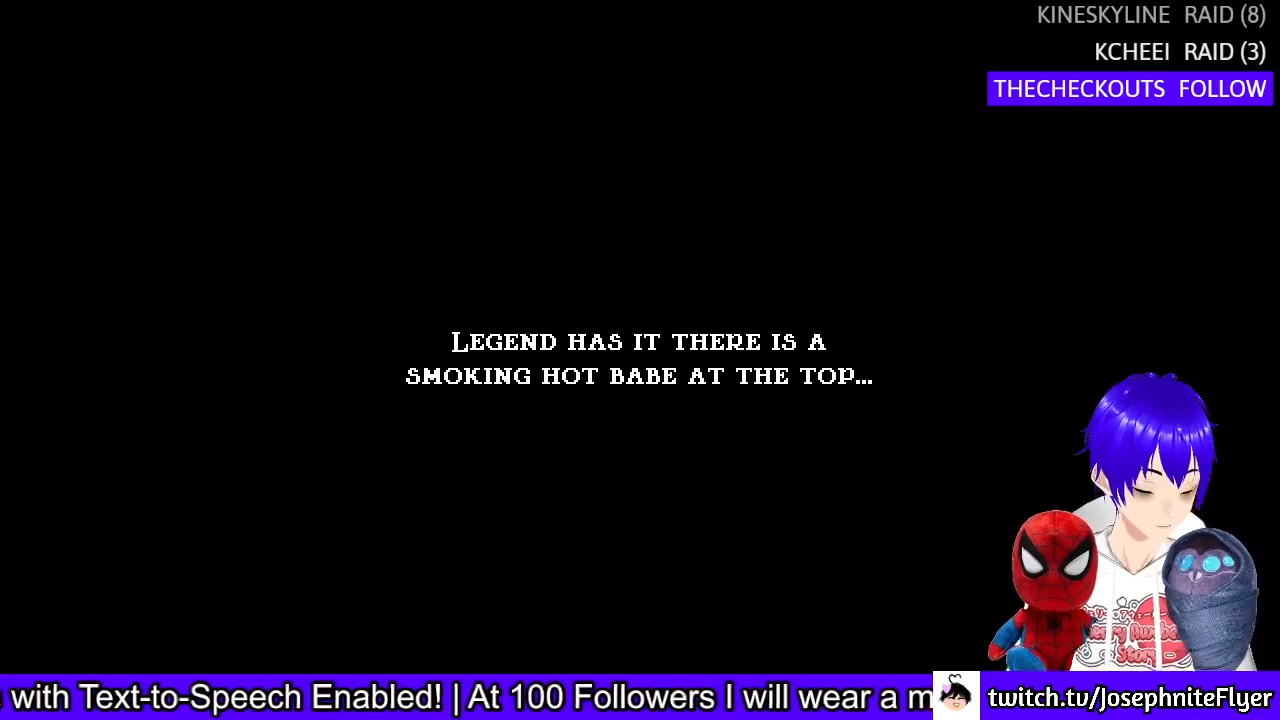 KINESKYLINE RAID (8)
KCHEEI RAID (3)
THECHECKOUTS FOLLOW
Legend has it there is a
smoking hot babe at the top...
Story
with Text-to-Speech Enabled! | At 100 Followers I will wear a m
twitch.tv/JosephniteFlyer